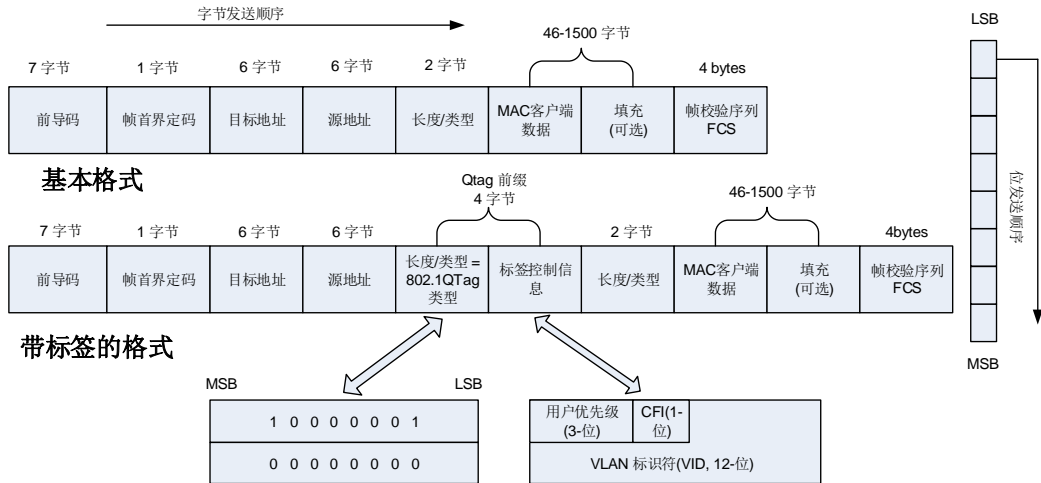 字节发送顺序
46-1500 字节
7 字节
1 字节
6 字节
6 字节
2 字节
4 bytes
前导码
帧首界定码
目标地址
源地址
长度/类型
MAC客户端
数据
填充
(可选)
帧校验序列
FCS
基本格式
Qtag 前缀
4 字节
46-1500 字节
7 字节
1 字节
6 字节
6 字节
2 字节
4bytes
前导码
帧首界定码
目标地址
源地址
长度/类型 =
802.1QTag
类型
标签控制信
息
长度/类型
MAC客户端
数据
填充
(可选)
帧校验序列
FCS
带标签的格式
MSB
LSB
1 0 0 0 0 0 0 1
0 0 0 0 0 0 0 0
用户优先级
(3-位)
CFI(1-
位)
VLAN 标识符(VID, 12-位)
LSB
位发送顺序
MSB